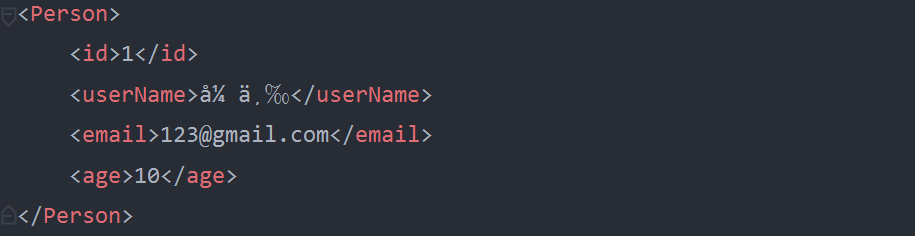 <Person>
<id>1</id>
<userName>å¼ ä¸‰</userName>
<email>123@gmail.com</email>
<age>10</age>
</Person>